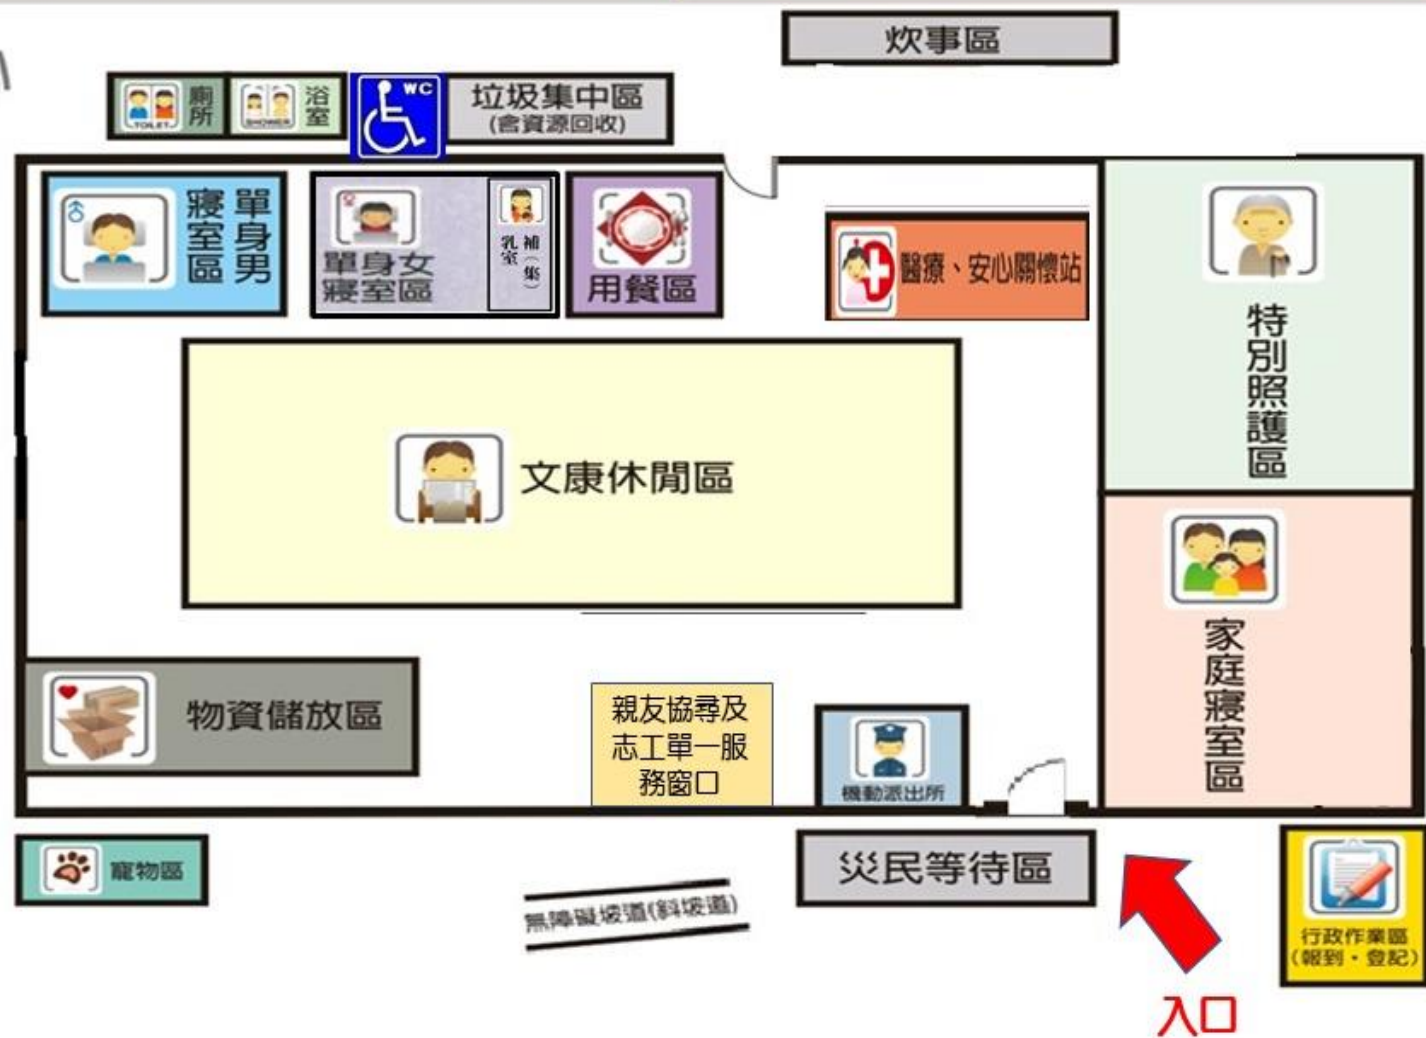 炊事區
廁所
TOILET
浴室
SHOWER
WC
垃圾集中區
(含資源回收)
單身男
寢室區
單身女
寢室區
補(集)
乳室
用餐區
醫療、安心關懷站
特別照護區
文康休閒區
家庭寢室區
物資儲放區
親友協尋及
志工單一服
務窗口
機動派出所
寵物區
無障礙坡道(斜坡道)
災民等待區
行政作業區
(報到・登記)
入口